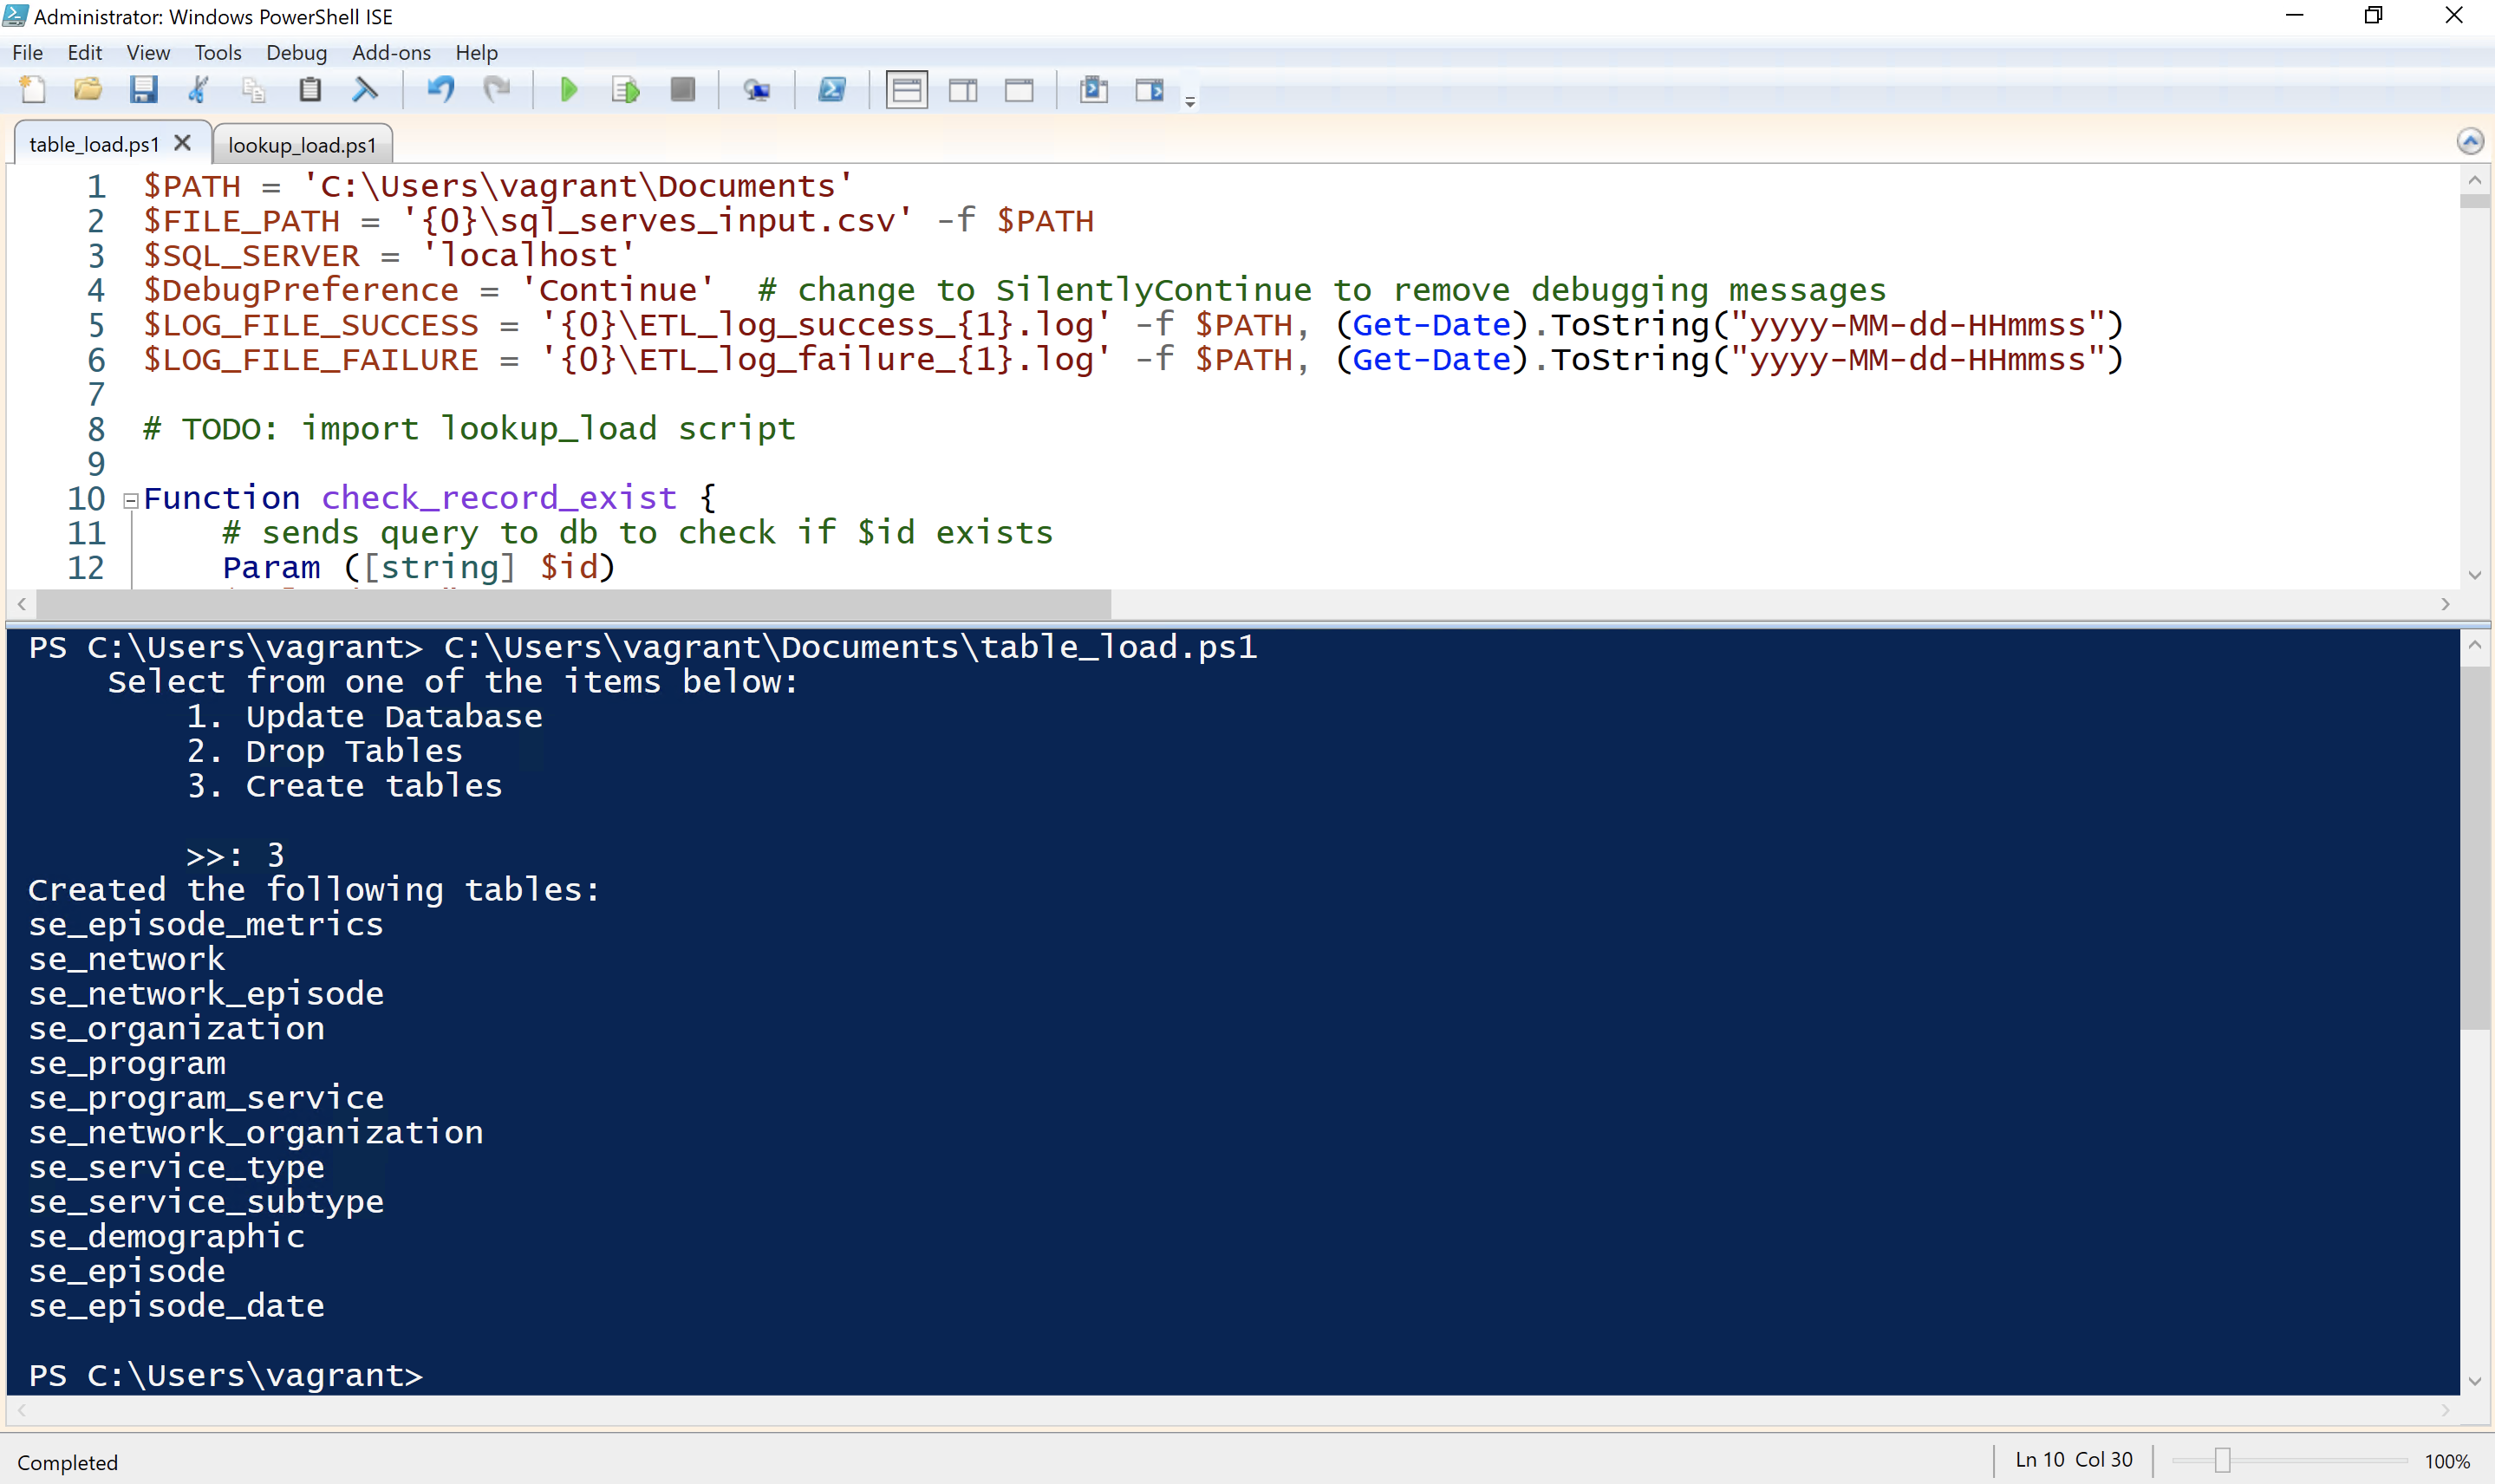 Administrator: Windows PowerShell ISE
File Edit View Tools Debug Add-ons Help
table_load.ps1 lookup_load.ps1
1 $PATH = 'C:\Users\vagrant\Documents'
2 $FILE_PATH = '{0}\sql_serves_input.csv' -f $PATH
3 $SQL_SERVER = 'localhost'
4 $DebugPreference = 'Continue'  # change to SilentlyContinue to remove debugging messages
5 $LOG_FILE_SUCCESS = '{0}\ETL_log_success_{1}.log' -f $PATH, (Get-Date).ToString("yyyy-MM-dd-HHmmss")
6 $LOG_FILE_FAILURE = '{0}\ETL_log_failure_{1}.log' -f $PATH, (Get-Date).ToString("yyyy-MM-dd-HHmmss")
7
8 # TODO: import lookup_load script
9
10 Function check_record_exist {
11     # sends query to db to check if $id exists
12     Param ([string] $id)
PS C:\Users\vagrant> C:\Users\vagrant\Documents\table_load.ps1
    Select from one of the items below:
        1. Update Database
        2. Drop Tables
        3. Create tables
        >>: 3
Created the following tables:
se_episode_metrics
se_network
se_network_episode
se_organization
se_program
se_program_service
se_network_organization
se_service_type
se_service_subtype
se_demographic
se_episode
se_episode_date
PS C:\Users\vagrant>
Completed Ln 10 Col 30 100%